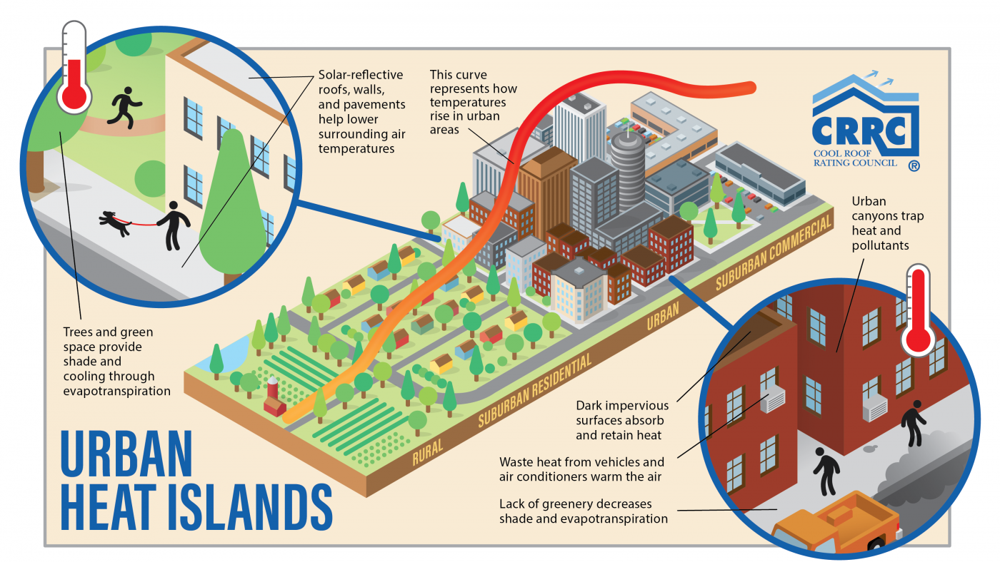 Solar-reflective
roofs, walls,
and pavements
help lower
surrounding air
temperatures
This curve
represents how
temperatures
rise in urban
areas
CRRC
COOL ROOF
RATING COUNCIL ®
Urban
canyons trap
heat and
pollutants
Trees and green
space provide
shade and
cooling through
evapotranspiration
RURAL
SUBURBAN RESIDENTIAL
URBAN
SUBURBAN COMMERCIAL
Dark impervious
surfaces absorb
and retain heat
Waste heat from vehicles and
air conditioners warm the air
Lack of greenery decreases
shade and evapotranspiration
URBAN
HEAT ISLANDS